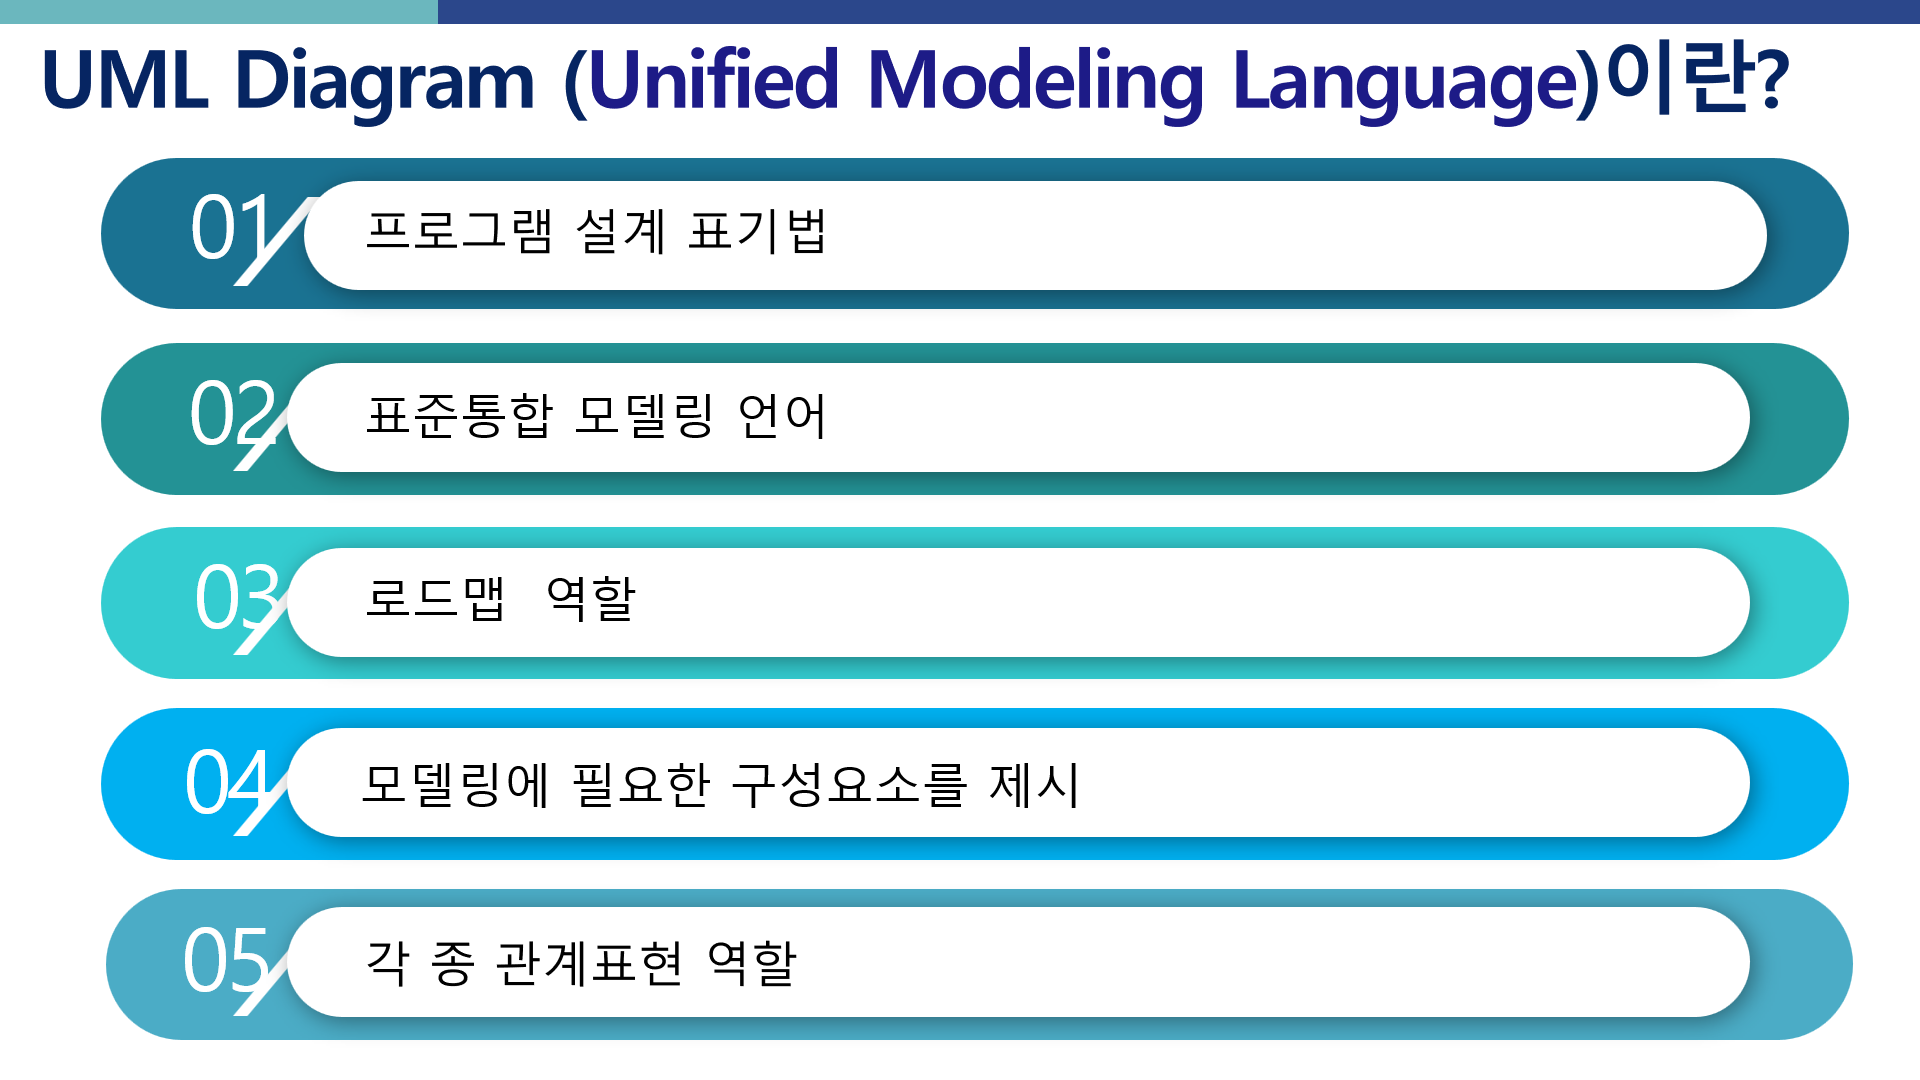 UML Diagram (Unified Modeling Language)이란?
01 프로그램 설계 표기법
02 표준통합 모델링 언어
03 로드맵 역할
04 모델링에 필요한 구성요소를 제시
05 각 종 관계표현 역할